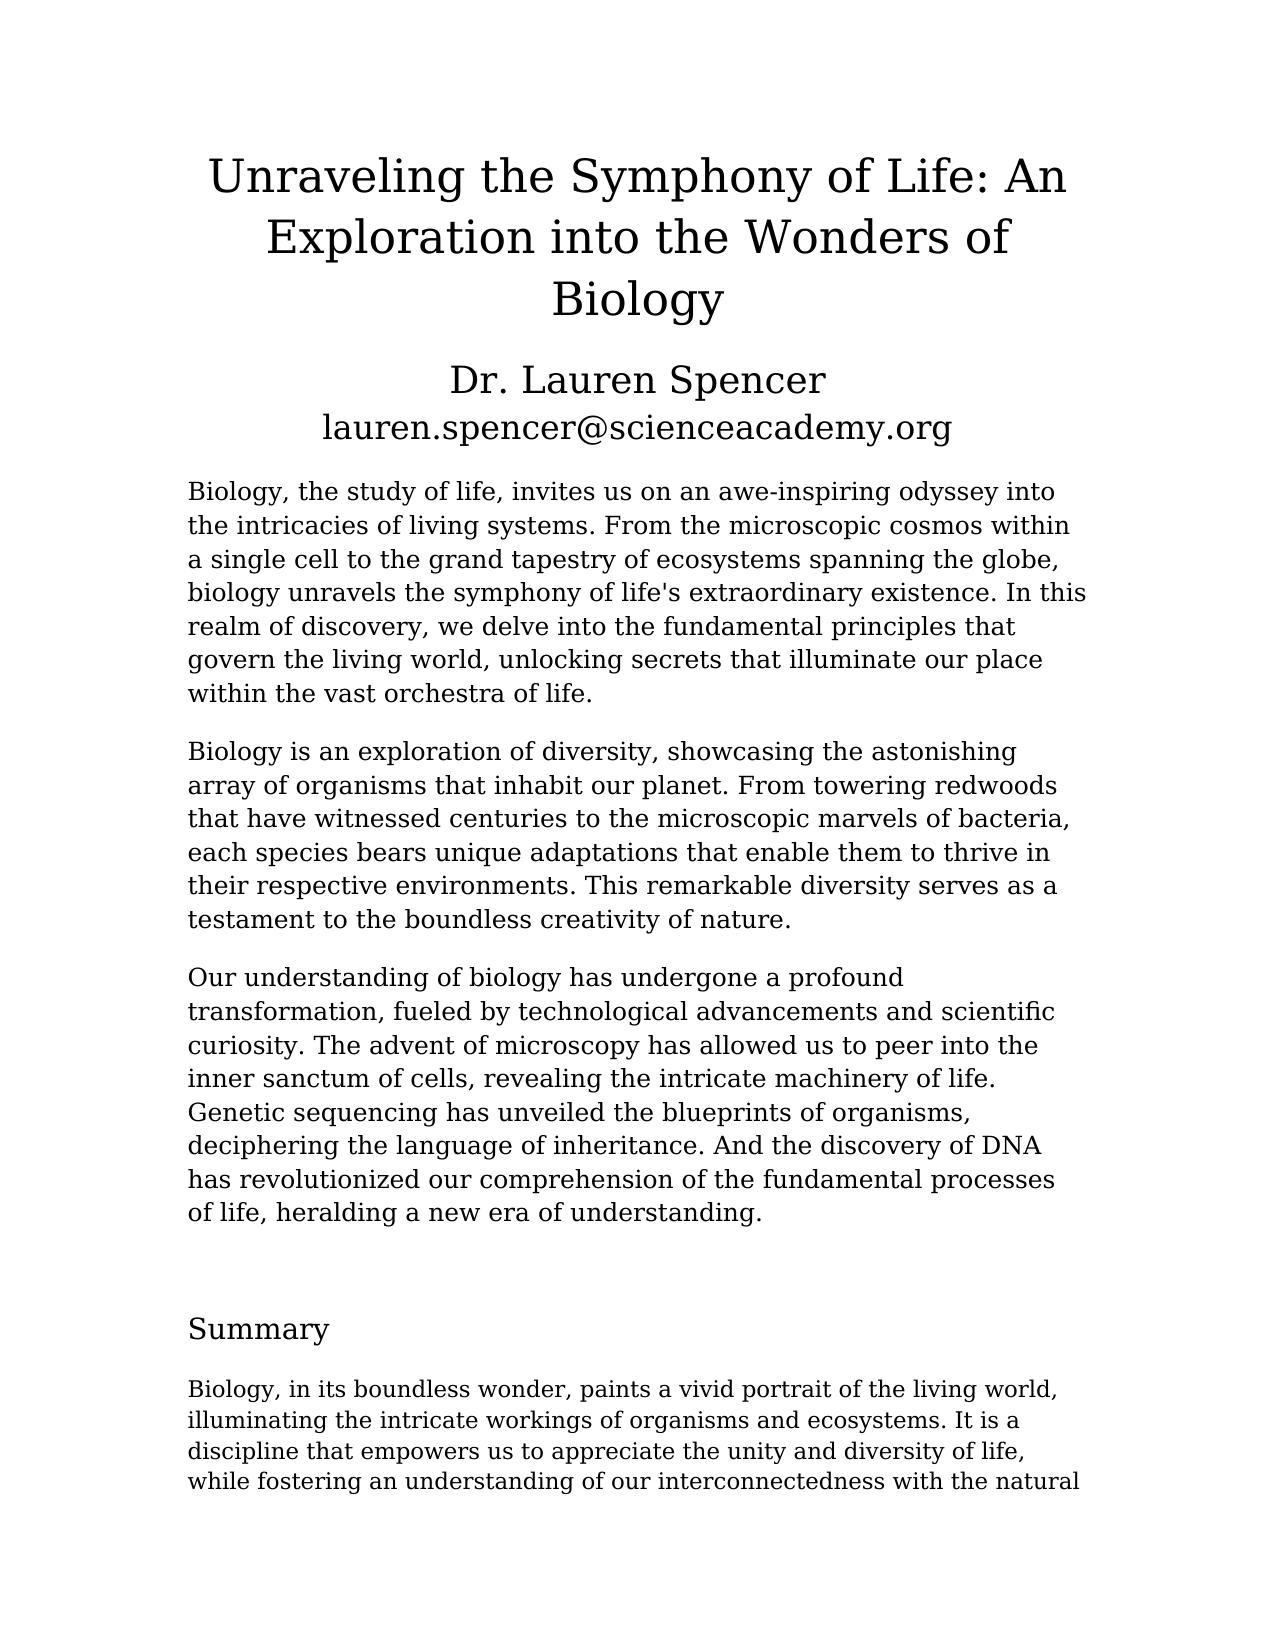 Unraveling the Symphony of Life: An
Exploration into the Wonders of
Biology
Dr. Lauren Spencer
lauren.spencer@scienceacademy.org
Biology, the study of life, invites us on an awe-inspiring odyssey into
the intricacies of living systems. From the microscopic cosmos within
a single cell to the grand tapestry of ecosystems spanning the globe,
biology unravels the symphony of life's extraordinary existence. In this
realm of discovery, we delve into the fundamental principles that
govern the living world, unlocking secrets that illuminate our place
within the vast orchestra of life.
Biology is an exploration of diversity, showcasing the astonishing
array of organisms that inhabit our planet. From towering redwoods
that have witnessed centuries to the microscopic marvels of bacteria,
each species bears unique adaptations that enable them to thrive in
their respective environments. This remarkable diversity serves as a
testament to the boundless creativity of nature.
Our understanding of biology has undergone a profound
transformation, fueled by technological advancements and scientific
curiosity. The advent of microscopy has allowed us to peer into the
inner sanctum of cells, revealing the intricate machinery of life.
Genetic sequencing has unveiled the blueprints of organisms,
deciphering the language of inheritance. And the discovery of DNA
has revolutionized our comprehension of the fundamental processes
of life, heralding a new era of understanding.
Summary
Biology, in its boundless wonder, paints a vivid portrait of the living world,
illuminating the intricate workings of organisms and ecosystems. It is a
discipline that empowers us to appreciate the unity and diversity of life,
while fostering an understanding of our interconnectedness with the natural